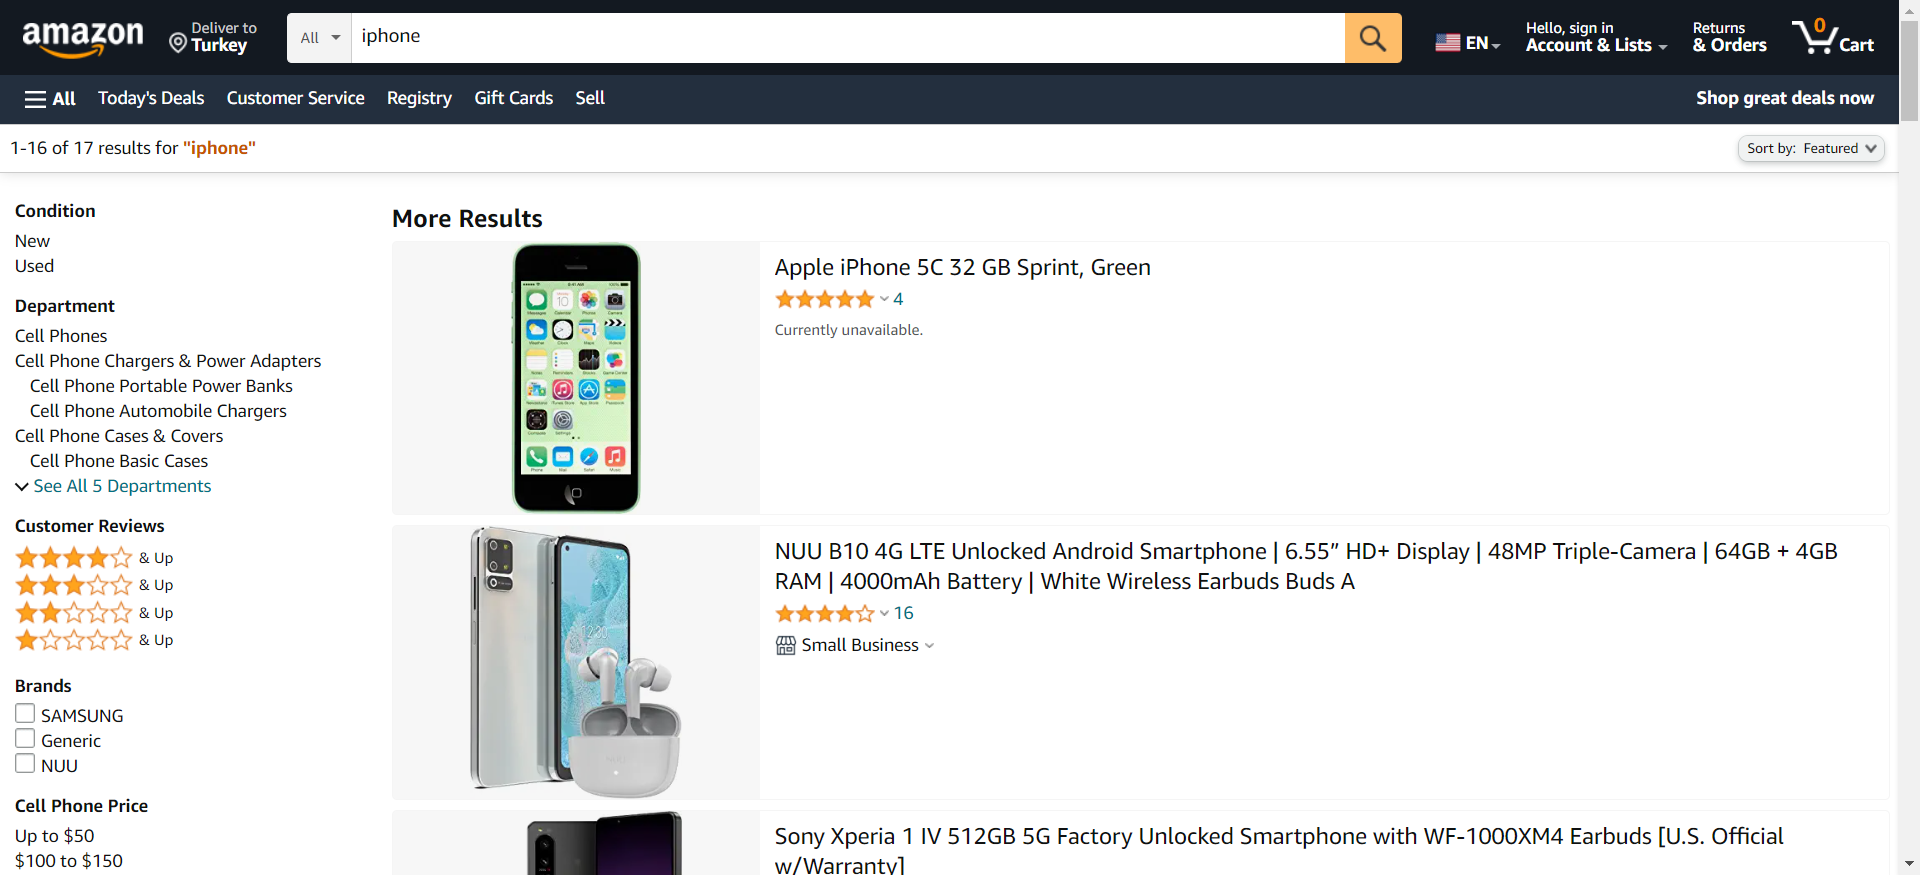 amazon
Deliver to
Turkey
All
iphone
EN
Hello, sign in
Account & Lists
Returns
& Orders
0
Cart
All
Today's Deals
Customer Service
Registry
Gift Cards
Sell
Shop great deals now
1-16 of 17 results for "iphone"
Sort by: Featured
Condition
New
Used
Department
Cell Phones
Cell Phone Chargers & Power Adapters
Cell Phone Portable Power Banks
Cell Phone Automobile Chargers
Cell Phone Cases & Covers
Cell Phone Basic Cases
See All 5 Departments
Customer Reviews
& Up
& Up
& Up
& Up
Brands
SAMSUNG
Generic
NUU
Cell Phone Price
Up to $50
$100 to $150
More Results
Apple iPhone 5C 32 GB Sprint, Green
4
Currently unavailable.
NUU B10 4G LTE Unlocked Android Smartphone | 6.55” HD+ Display | 48MP Triple-Camera | 64GB + 4GB
RAM | 4000mAh Battery | White Wireless Earbuds Buds A
16
Small Business
Sony Xperia 1 IV 512GB 5G Factory Unlocked Smartphone with WF-1000XM4 Earbuds [U.S. Official
w/Warranty]